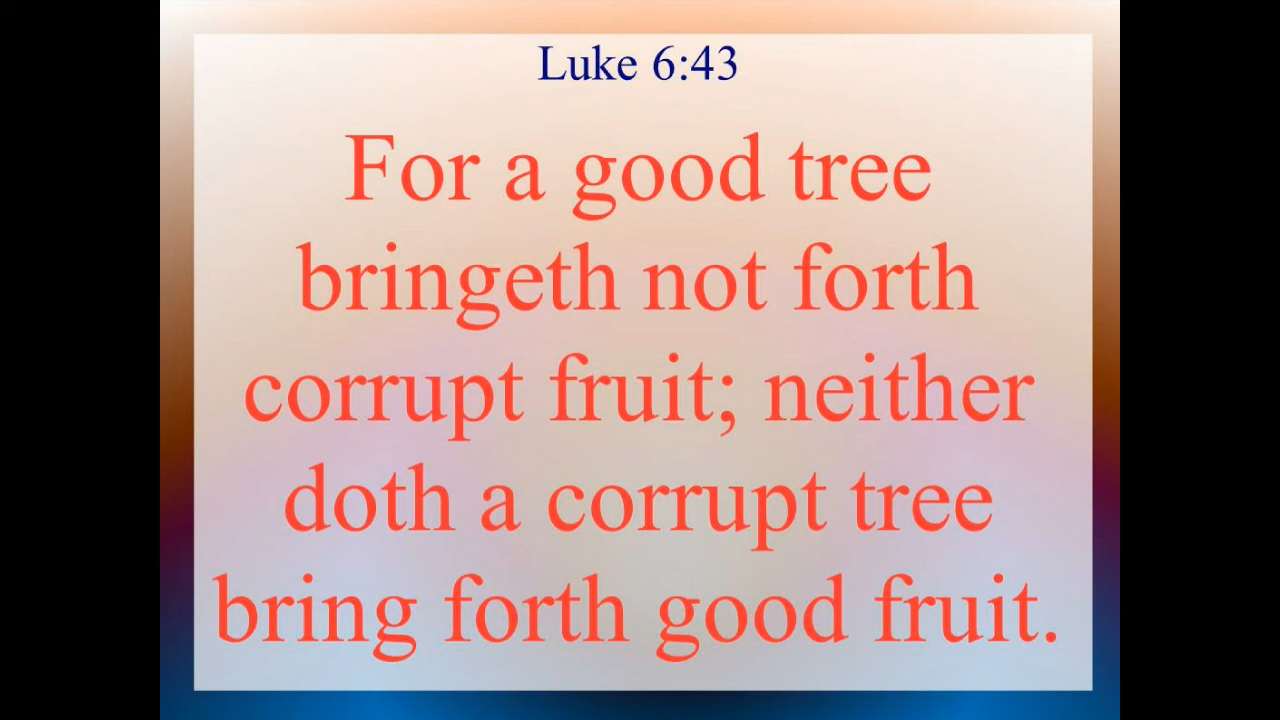 Luke 6:43
For a good tree
bringeth not forth
corrupt fruit; neither
doth a corrupt tree
bring forth good fruit.